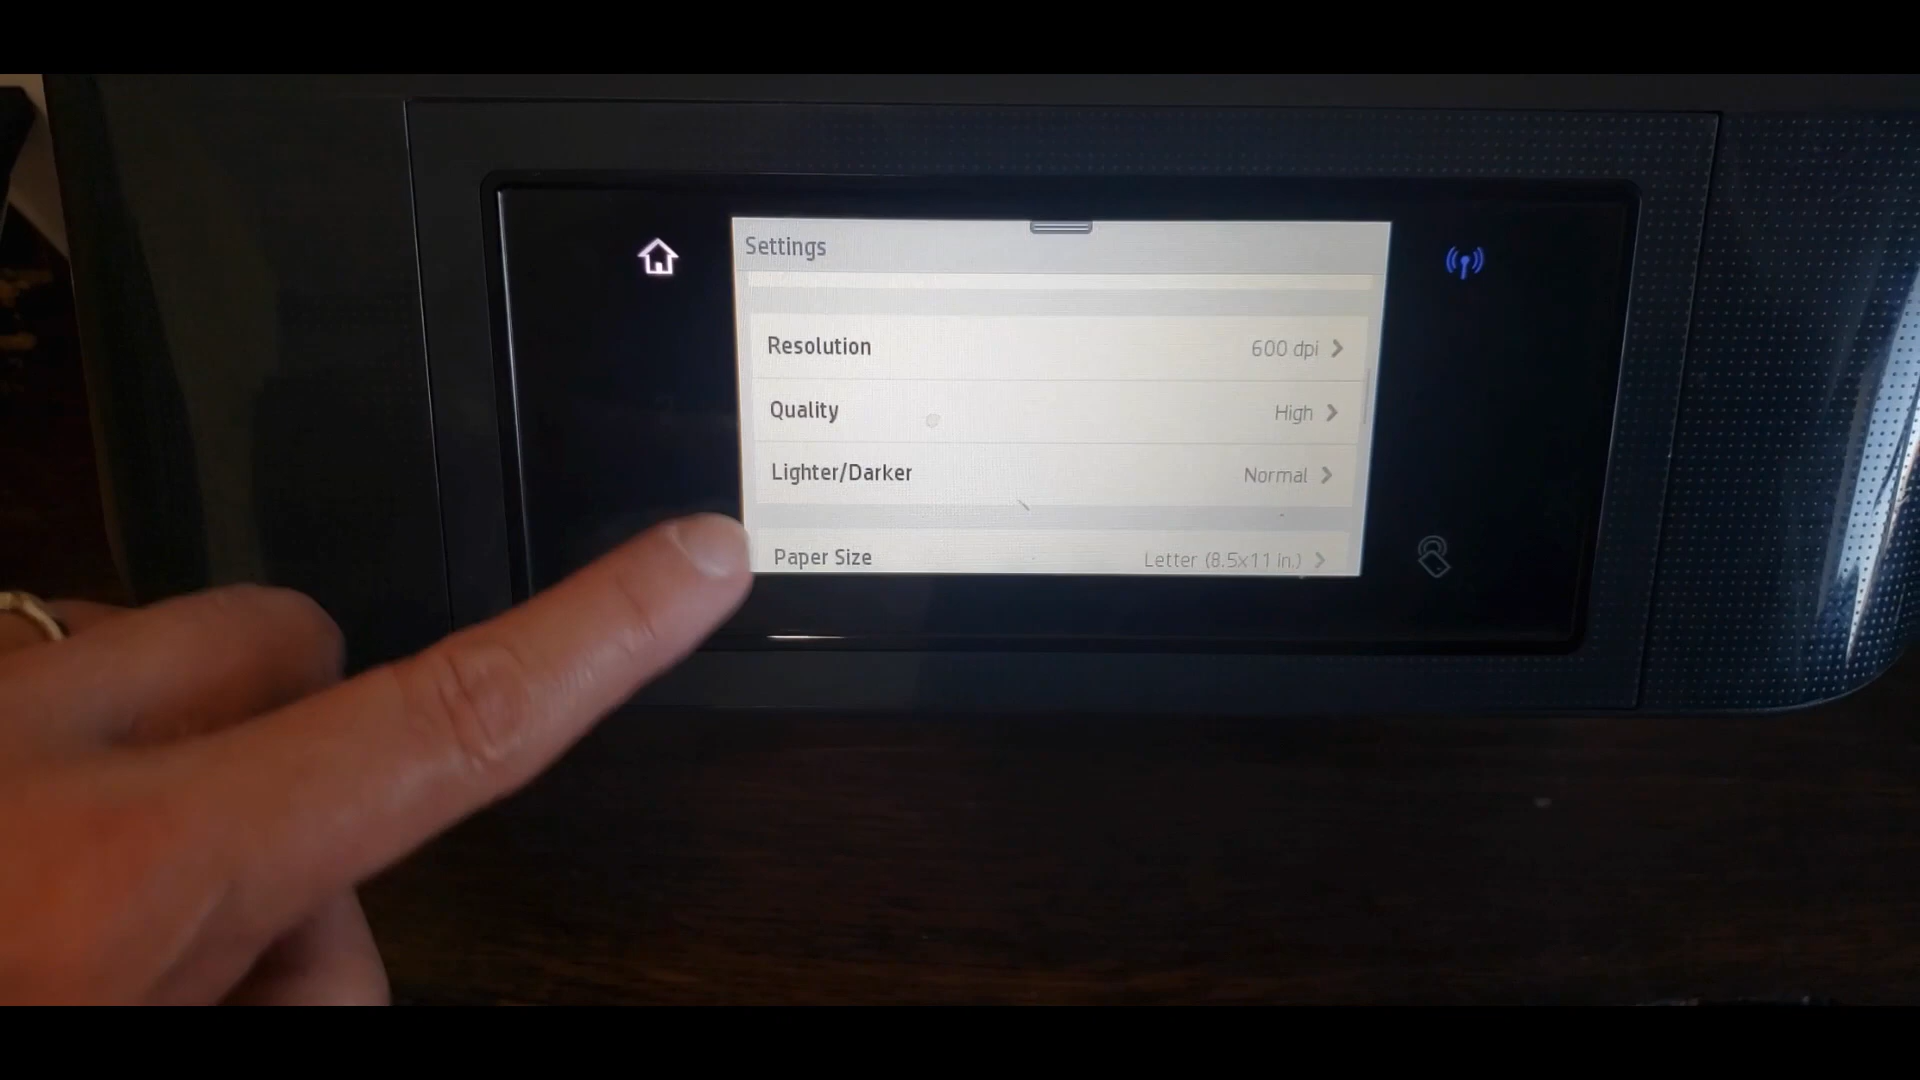 Settings
Resolution 600 dpi
Quality High
Lighter/Darker Normal
Paper Size Letter (8.5x11 in.)